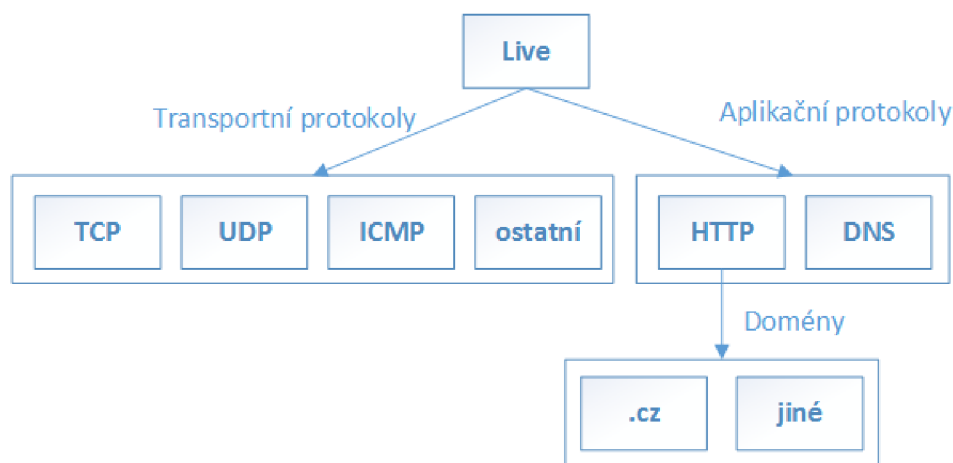 Live
Transportní protokoly
Aplikační protokoly
TCP
UDP
ICMP
ostatní
HTTP
DNS
Domény
.cz
jiné